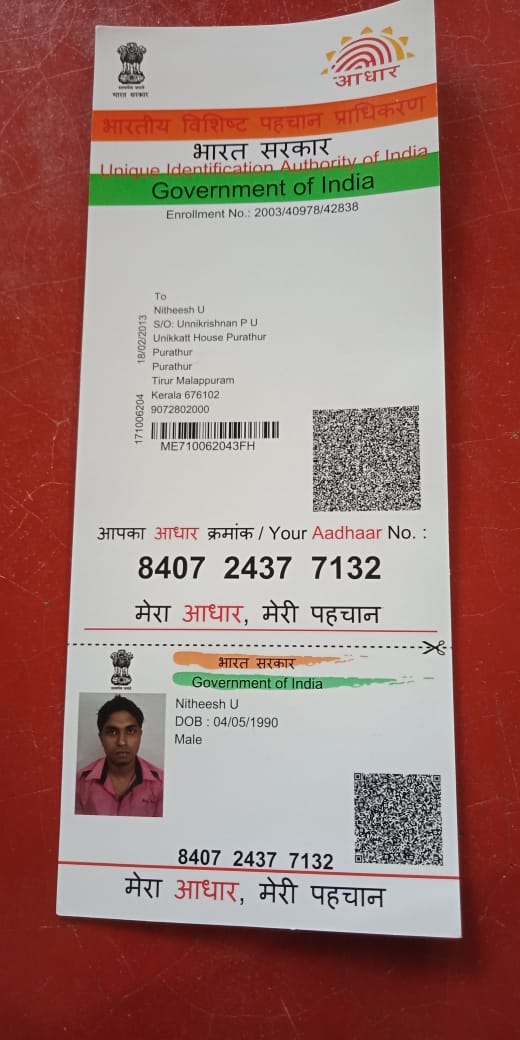 सत्यमेव जयते
भारत सरकार
आधार
भारतीय विशिष्ट पहचान प्राधिकरण
भारत सरकार
Unique Identification Authority of India
Government of India
Enrollment No.: 2003/40978/42838
To
Nitheesh U
S/O: Unnikrishnan P U
Unikkatt House Purathur
Purathur
Purathur
Tirur Malappuram
Kerala 676102
9072802000
171006204 18/02/2013
ME710062043FH
आपका आधार क्रमांक / Your Aadhaar No. :
8407 2437 7132
मेरा आधार, मेरी पहचान
सत्यमेव जयते
भारत सरकार
Government of India
Nitheesh U
DOB : 04/05/1990
Male
8407 2437 7132
मेरा आधार, मेरी पहचान